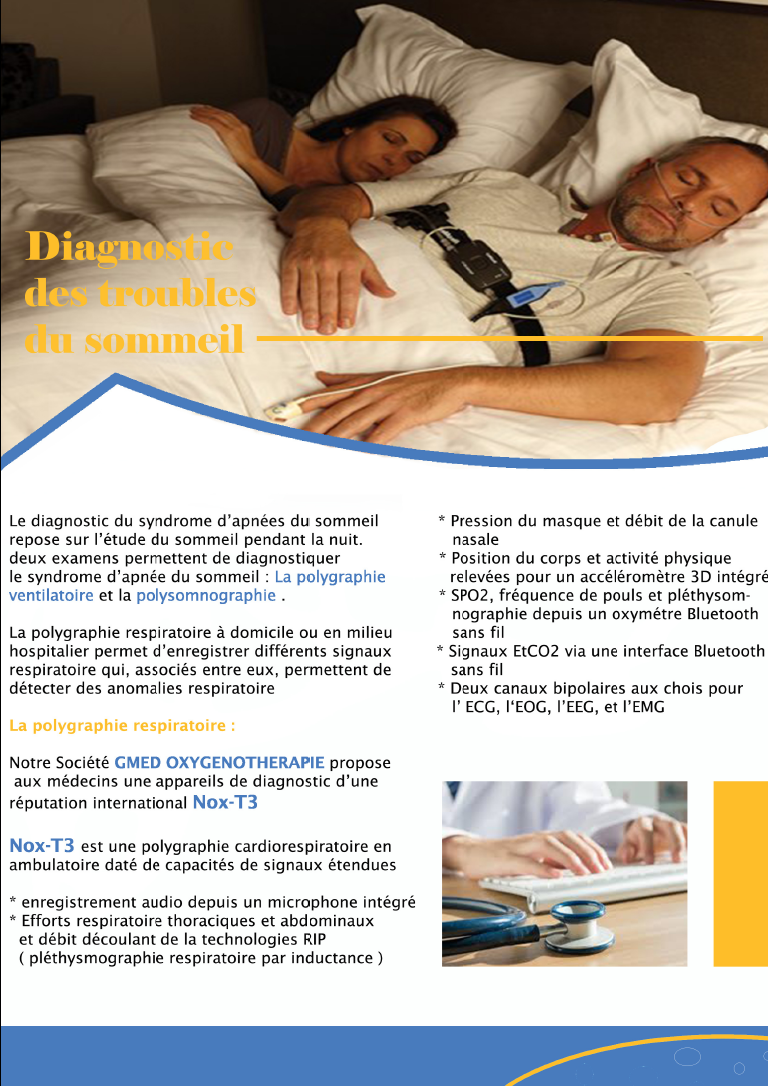 Diagnostic
des troubles
du sommeil
Le diagnostic du syndrome d'apnées du sommeil
repose sur l'étude du sommeil pendant la nuit.
deux examens permettent de diagnostiquer
le syndrome d'apnée du sommeil : La polygraphie
ventilatoire et la polysomnographie .
La polygraphie respiratoire à domicile ou en milieu
hospitalier permet d'enregistrer différents signaux
respiratoire qui, associés entre eux, permettent de
détecter des anomalies respiratoire
La polygraphie respiratoire :
Notre Société GMED OXYGENOTHERAPIE propose
aux médecins une appareils de diagnostic d'une
réputation international Nox-T3
Nox-T3 est une polygraphie cardiorespiratoire en
ambulatoire daté de capacités de signaux étendues
* enregistrement audio depuis un microphone intégré
* Efforts respiratoire thoraciques et abdominaux
et débit découlant de la technologies RIP
( pléthysmographie respiratoire par inductance )
* Pression du masque et débit de la canule
nasale
* Position du corps et activité physique
relevées pour un accéléromètre 3D intégré
* SPO2, fréquence de pouls et pléthysom-
nographie depuis un oxymétre Bluetooth
sans fil
* Signaux EtCO2 via une interface Bluetooth
sans fil
* Deux canaux bipolaires aux chois pour
l' ECG, l'EOG, l'EEG, et l'EMG